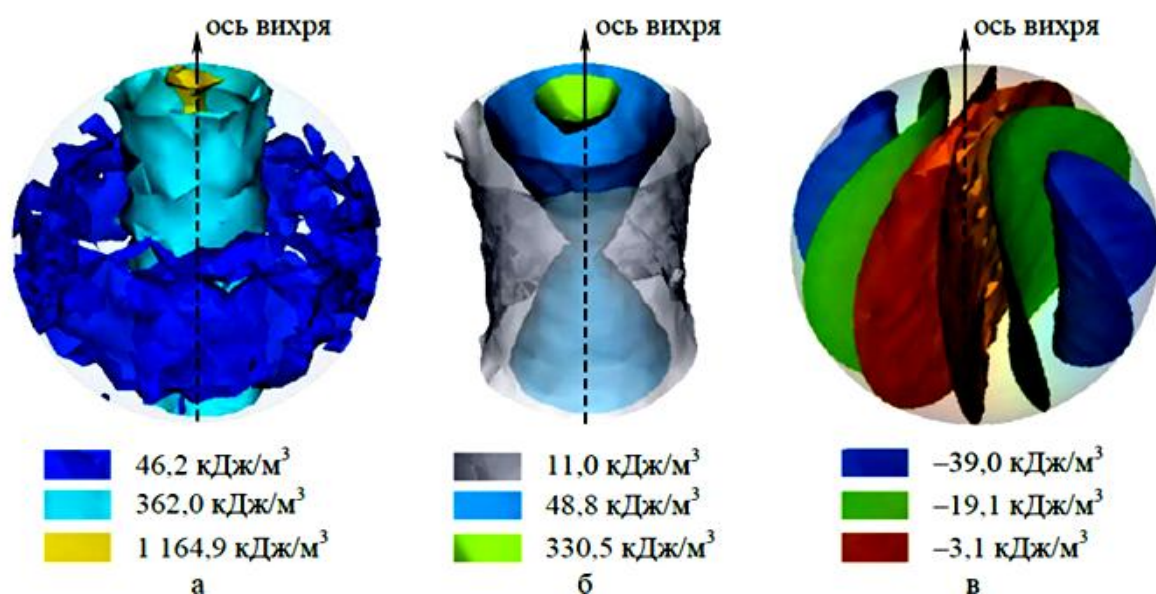 ось вихря
ось вихря
ось вихря
46,2 кДж/м³
362,0 кДж/м³
1 164,9 кДж/м³
а
11,0 кДж/м³
48,8 кДж/м³
330,5 кДж/м³
б
–39,0 кДж/м³
–19,1 кДж/м³
–3,1 кДж/м³
в